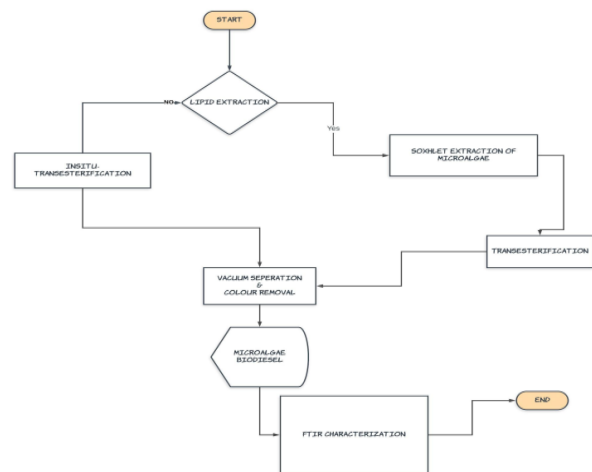 START
LIPID EXTRACTION
NO
Yes
INSITU-
TRANSESTERIFICATION
SOXHLET EXTRACTION OF
MICROALGAE
TRANSESTERIFICATION
VACUUM SEPERATION
&
COLOUR REMOVAL
MICROALGAE
BIODIESEL
FTIR CHARACTERIZATION
END